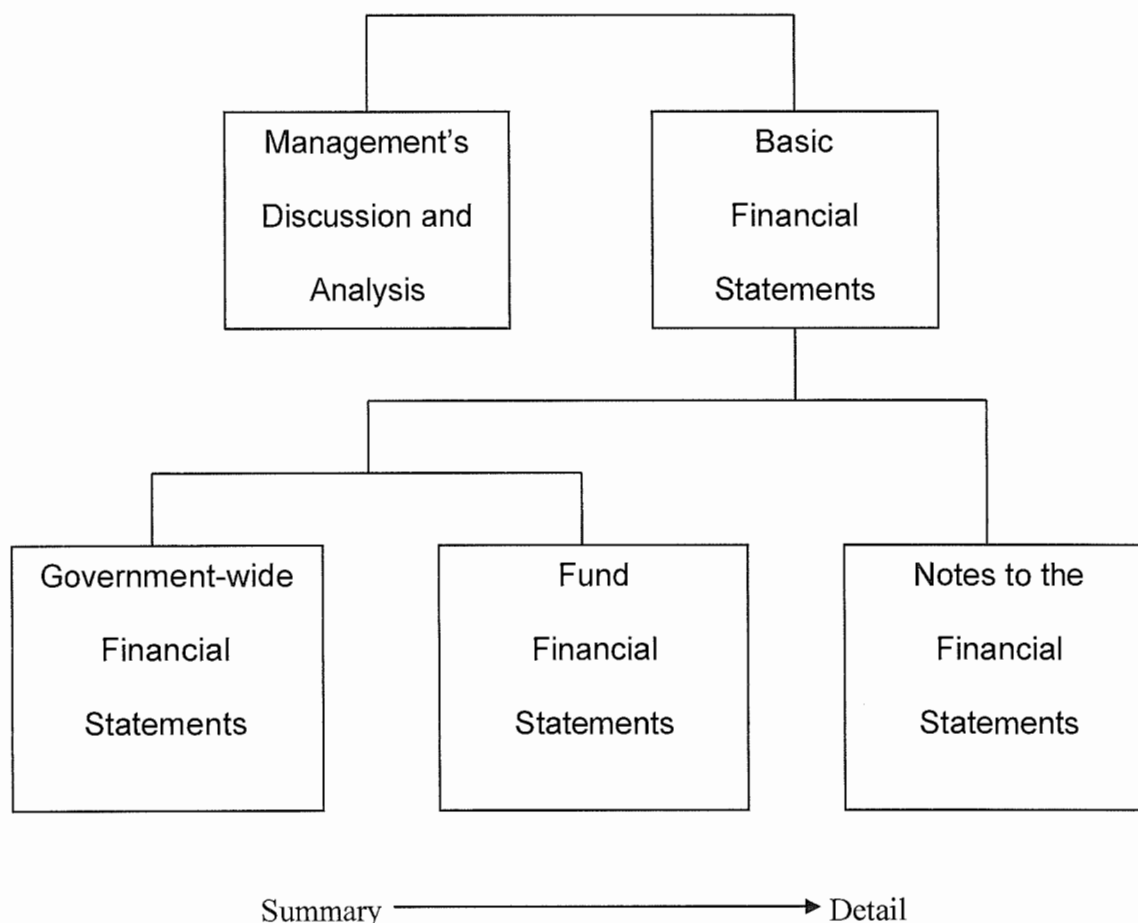 Management's
Discussion and
Analysis
Basic
Financial
Statements
Government-wide
Financial
Statements
Fund
Financial
Statements
Notes to the
Financial
Statements
Summary
Detail